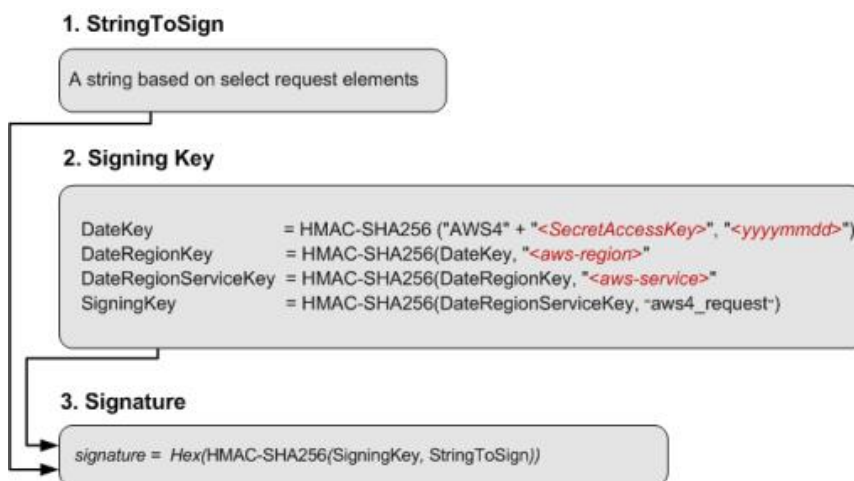 1. StringToSign
A string based on select request elements
2. Signing Key
DateKey = HMAC-SHA256 ("AWS4" + "<SecretAccessKey>", "<yyyymmdd>")
DateRegionKey = HMAC-SHA256(DateKey, "<aws-region>"
DateRegionServiceKey = HMAC-SHA256(DateRegionKey, "<aws-service>"
SigningKey = HMAC-SHA256(DateRegionServiceKey, "aws4_request")
3. Signature
signature = Hex(HMAC-SHA256(SigningKey, StringToSign))